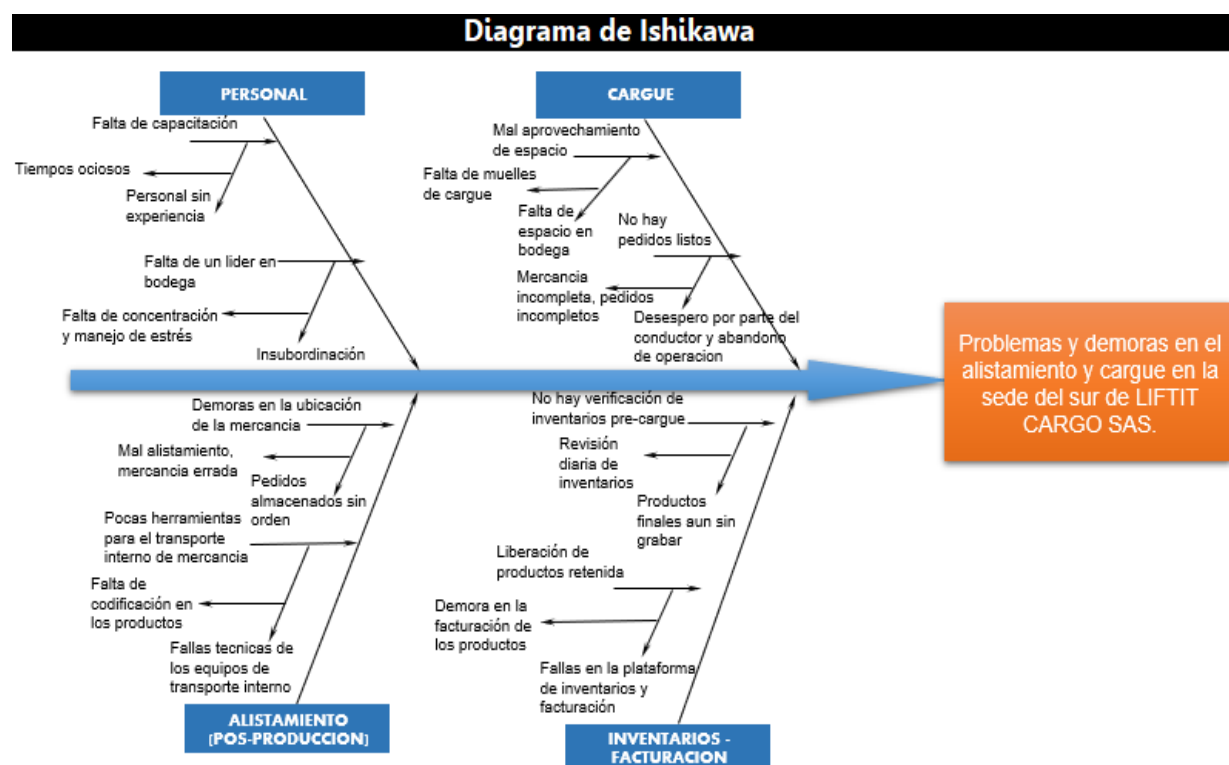 Diagrama de Ishikawa
PERSONAL
Falta de capacitación
Tiempos ociosos
Personal sin
experiencia
Falta de un lider en
bodega
Falta de concentración
y manejo de estrés
Insubordinación
CARGUE
Mal aprovechamiento
de espacio
Falta de muelles
de cargue
Falta de
espacio en
bodega
No hay
pedidos listos
Mercancia
incompleta, pedidos
incompletos
Desespero por parte del
conductor y abandono
de operacion
Problemas y demoras en el
alistamiento y cargue en la
sede del sur de LIFTIT
CARGO SAS.
Demoras en la ubicación
de la mercancia
Mal alistamiento,
mercancia errada
Pedidos
almacenados sin
orden
Pocas herramientas
para el transporte
interno de mercancia
Falta de
codificación en
los productos
Fallas tecnicas de
los equipos de
transporte interno
ALISTAMIENTO
(POS-PRODUCCION)
No hay verificación de
inventarios pre-cargue
Revisión
diaria de
inventarios
Productos
finales aun sin
grabar
Liberación de
productos retenida
Demora en la
facturación de
los productos
Fallas en la plataforma
de inventarios y
facturación
INVENTARIOS -
FACTURACION